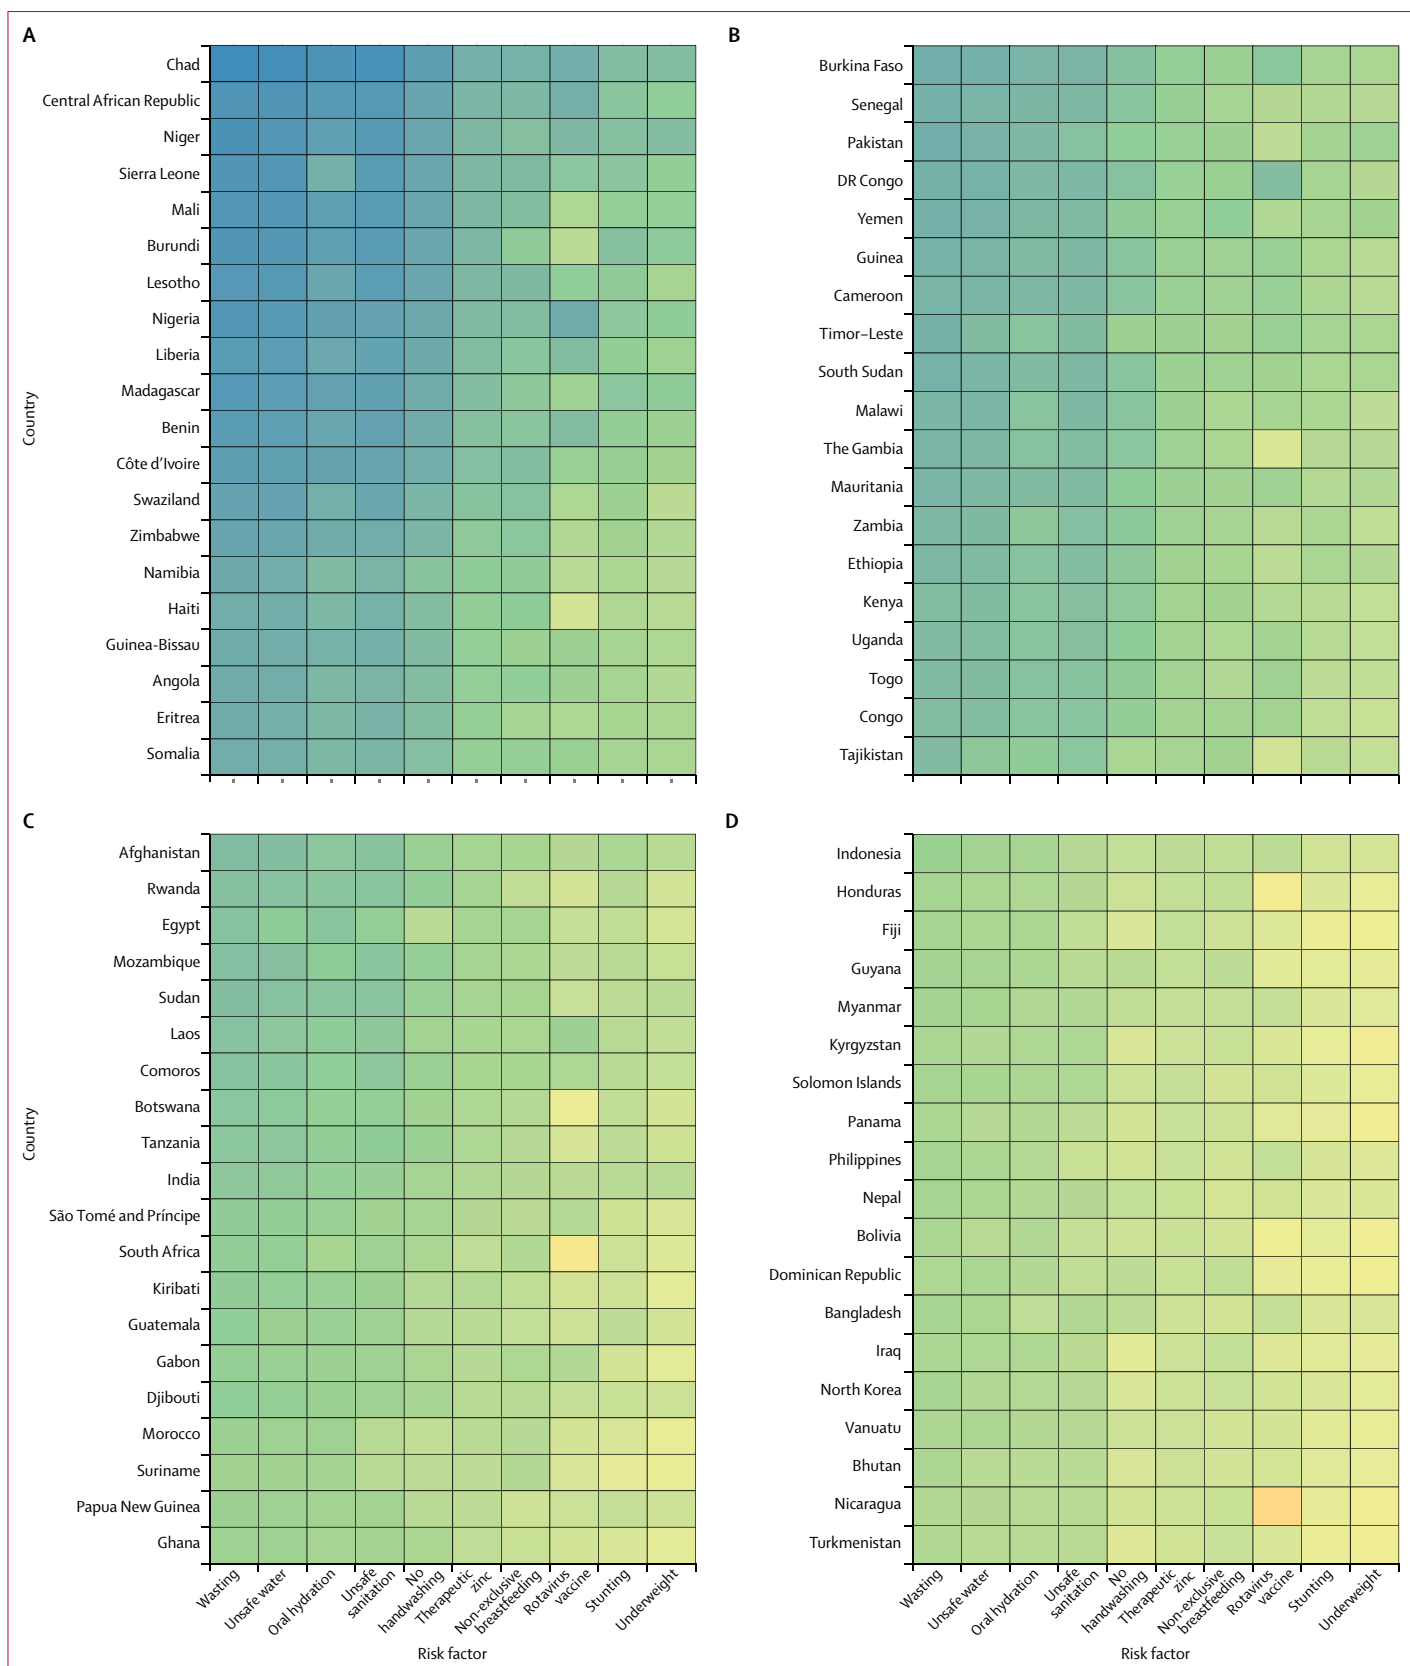 A
Country
Chad
Central African Republic
Niger
Sierra Leone
Mali
Burundi
Lesotho
Nigeria
Liberia
Madagascar
Benin
Côte d'Ivoire
Swaziland
Zimbabwe
Namibia
Haiti
Guinea-Bissau
Angola
Eritrea
Somalia
B
Burkina Faso
Senegal
Pakistan
DR Congo
Yemen
Guinea
Cameroon
Timor–Leste
South Sudan
Malawi
The Gambia
Mauritania
Zambia
Ethiopia
Kenya
Uganda
Togo
Congo
Tajikistan
C
Country
Afghanistan
Rwanda
Egypt
Mozambique
Sudan
Laos
Comoros
Botswana
Tanzania
India
São Tomé and Príncipe
South Africa
Kiribati
Guatemala
Gabon
Djibouti
Morocco
Suriname
Papua New Guinea
Ghana
Wasting
Unsafe water
Oral hydration
Unsafe
sanitation
No
handwashing
Therapeutic
zinc
Non-exclusive
breastfeeding
Rotavirus
vaccine
Stunting
Underweight
Risk factor
D
Indonesia
Honduras
Fiji
Guyana
Myanmar
Kyrgyzstan
Solomon Islands
Panama
Philippines
Nepal
Bolivia
Dominican Republic
Bangladesh
Iraq
North Korea
Vanuatu
Bhutan
Nicaragua
Turkmenistan
Wasting
Unsafe water
Oral hydration
Unsafe
sanitation
No
handwashing
Therapeutic
zinc
Non-exclusive
breastfeeding
Rotavirus
vaccine
Stunting
Underweight
Risk factor